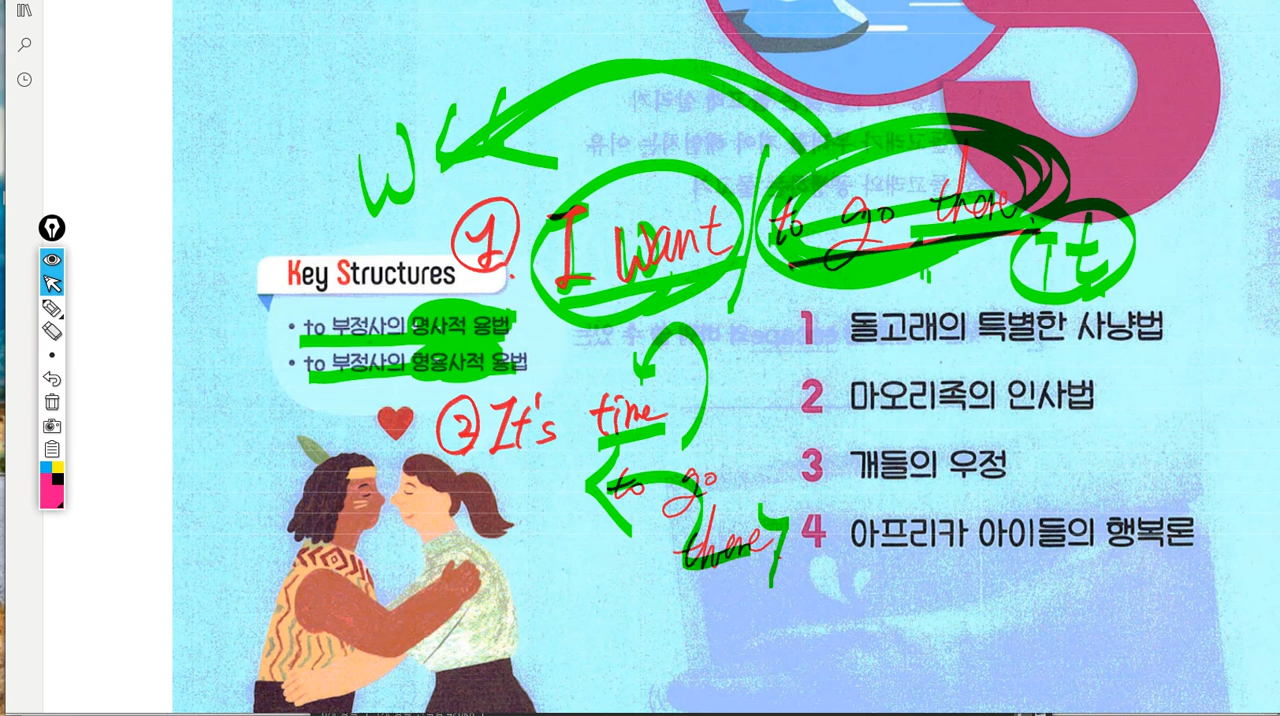 W
① I want / to go there.
it
Key Structures
• to 부정사의 명사적 용법
• to 부정사의 형용사적 용법
② It's time
to go
there
1 돌고래의 특별한 사냥법
2 마오리족의 인사법
3 개들의 우정
4 아프리카 아이들의 행복론